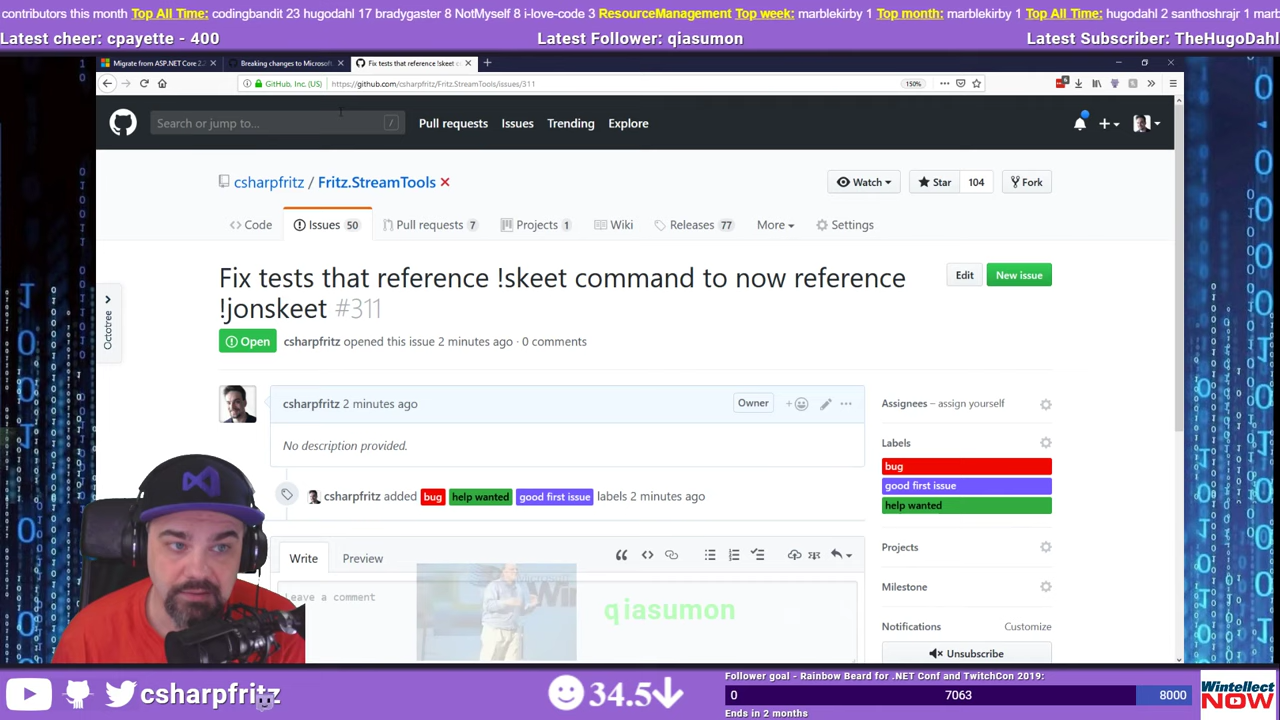 contributors this month Top All Time: codingbandit 23 hugodahl 17 bradygaster 8 NotMyself 8 i-love-code 3 ResourceManagement Top week: marblekirby 1 Top month: marblekirby 1 Top All Time: hugodahl 2 santhoshrajr 1
Latest cheer: cpayette - 400
Latest Follower: qiasumon
Latest Subscriber: TheHugoDahl
Migrate from ASP.NET Core 2.
Breaking changes to Microsoft
Fix tests that reference !skeet
GitHub, Inc. (US)
https://github.com/csharpfritz/Fritz.StreamTools/issues/311
150%
Search or jump to...
/
Pull requests
Issues
Trending
Explore
csharpfritz / Fritz.StreamTools
Watch
Star
104
Fork
Code
Issues 50
Pull requests 7
Projects 1
Wiki
Releases 77
More
Settings
Fix tests that reference !skeet command to now reference
!jonskeet #311
Edit
New issue
Octotree
Open
csharpfritz opened this issue 2 minutes ago · 0 comments
csharpfritz 2 minutes ago
Owner
No description provided.
csharpfritz added bug help wanted good first issue labels 2 minutes ago
Write
Preview
Leave a comment
qiasumon
Assignees – assign yourself
Labels
bug
good first issue
help wanted
Projects
Milestone
Notifications
Customize
Unsubscribe
csharpfritz
34.5
Follower goal - Rainbow Beard for .NET Conf and TwitchCon 2019:
0
7063
8000
Ends in 2 months
Wintellect
NOW